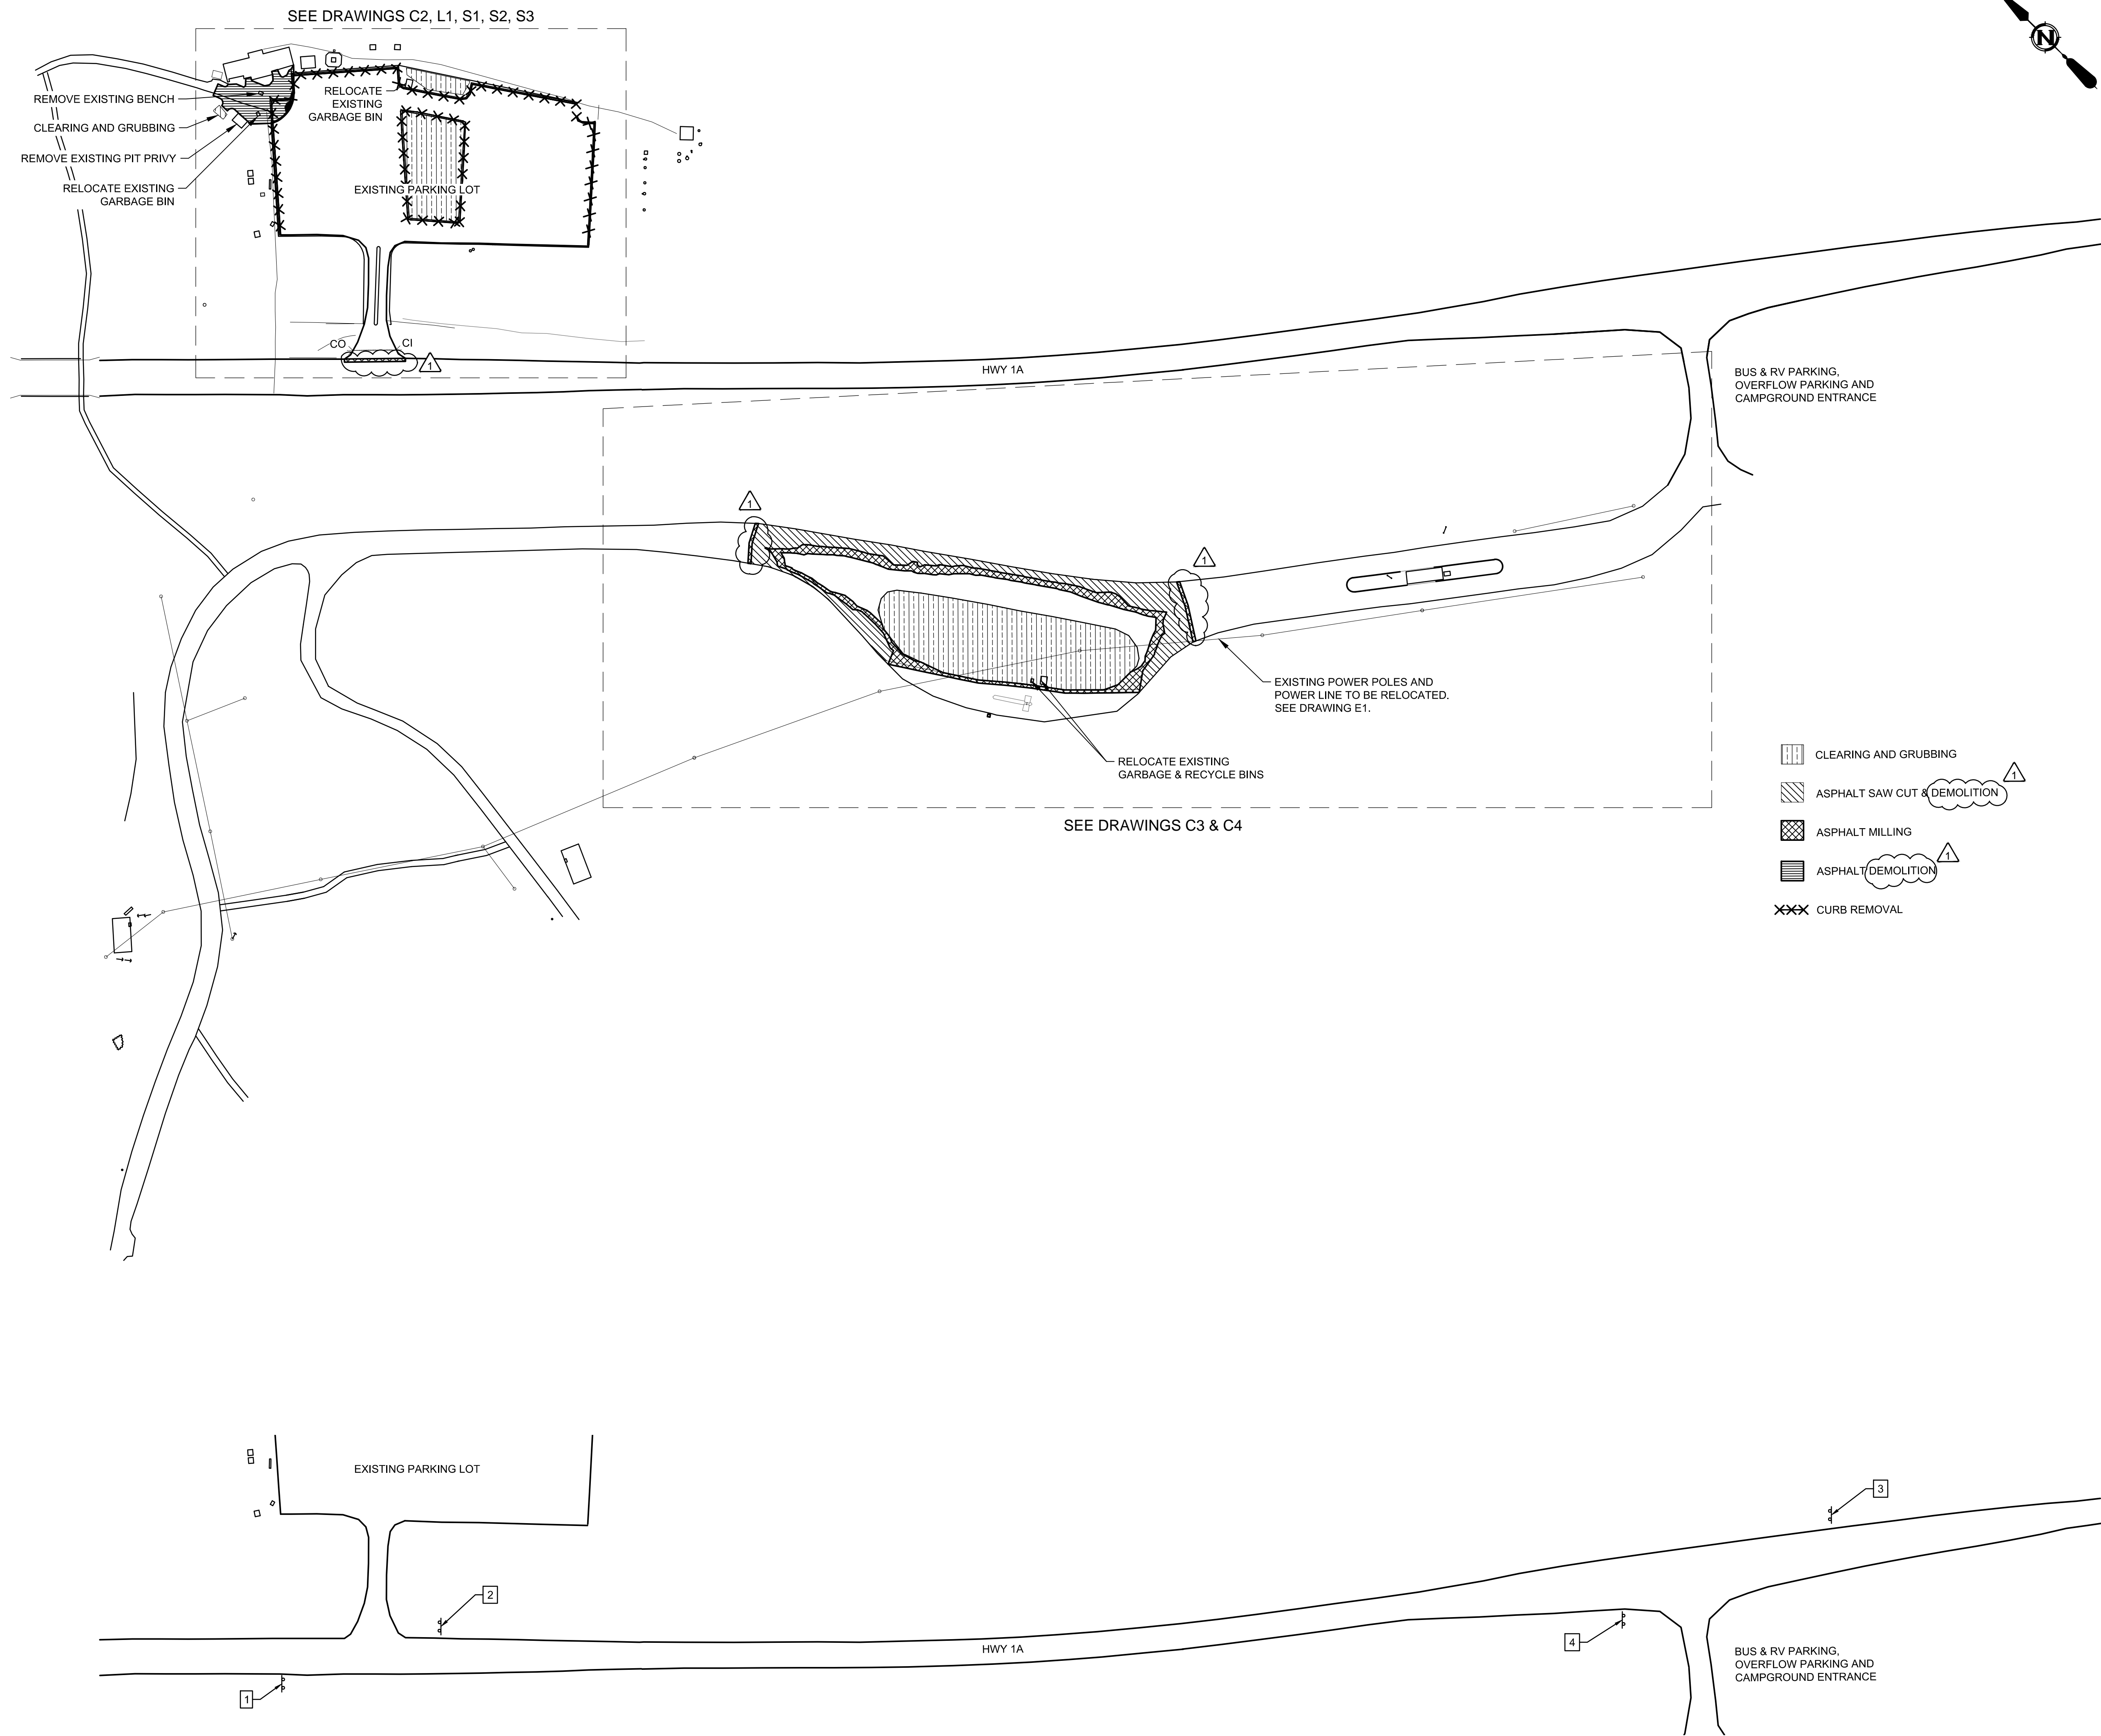 SEE DRAWINGS C2, L1, S1, S2, S3
N
REMOVE EXISTING BENCH
CLEARING AND GRUBBING
REMOVE EXISTING PIT PRIVY
RELOCATE EXISTING
GARBAGE BIN
RELOCATE
EXISTING
GARBAGE BIN
EXISTING PARKING LOT
CO
CI
1
HWY 1A
BUS & RV PARKING,
OVERFLOW PARKING AND
CAMPGROUND ENTRANCE
1
1
EXISTING POWER POLES AND
POWER LINE TO BE RELOCATED.
SEE DRAWING E1.
RELOCATE EXISTING
GARBAGE & RECYCLE BINS
SEE DRAWINGS C3 & C4
CLEARING AND GRUBBING
ASPHALT SAW CUT & DEMOLITION
1
ASPHALT MILLING
ASPHALT DEMOLITION
1
CURB REMOVAL
EXISTING PARKING LOT
3
2
HWY 1A
4
1
BUS & RV PARKING,
OVERFLOW PARKING AND
CAMPGROUND ENTRANCE